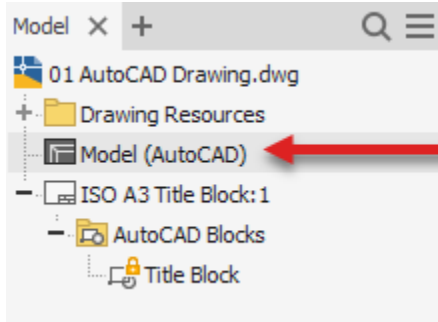 Model
01 AutoCAD Drawing.dwg
Drawing Resources
Model (AutoCAD)
ISO A3 Title Block:1
AutoCAD Blocks
Title Block